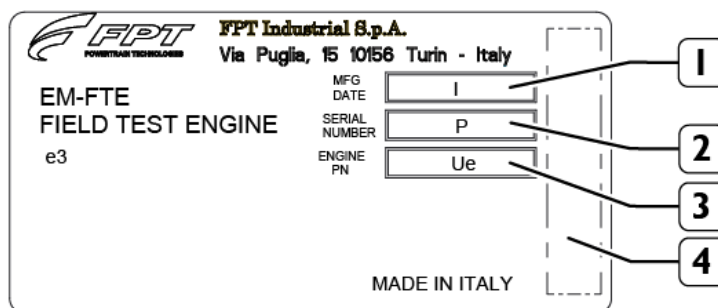 FPT
POWERTRAIN TECHNOLOGIES
FPT Industrial S.p.A.
Via Puglia, 15 10156 Turin - Italy
EM-FTE
FIELD TEST ENGINE
e3
MFG
DATE
I
SERIAL
NUMBER
P
ENGINE
PN
Ue
MADE IN ITALY
1
2
3
4